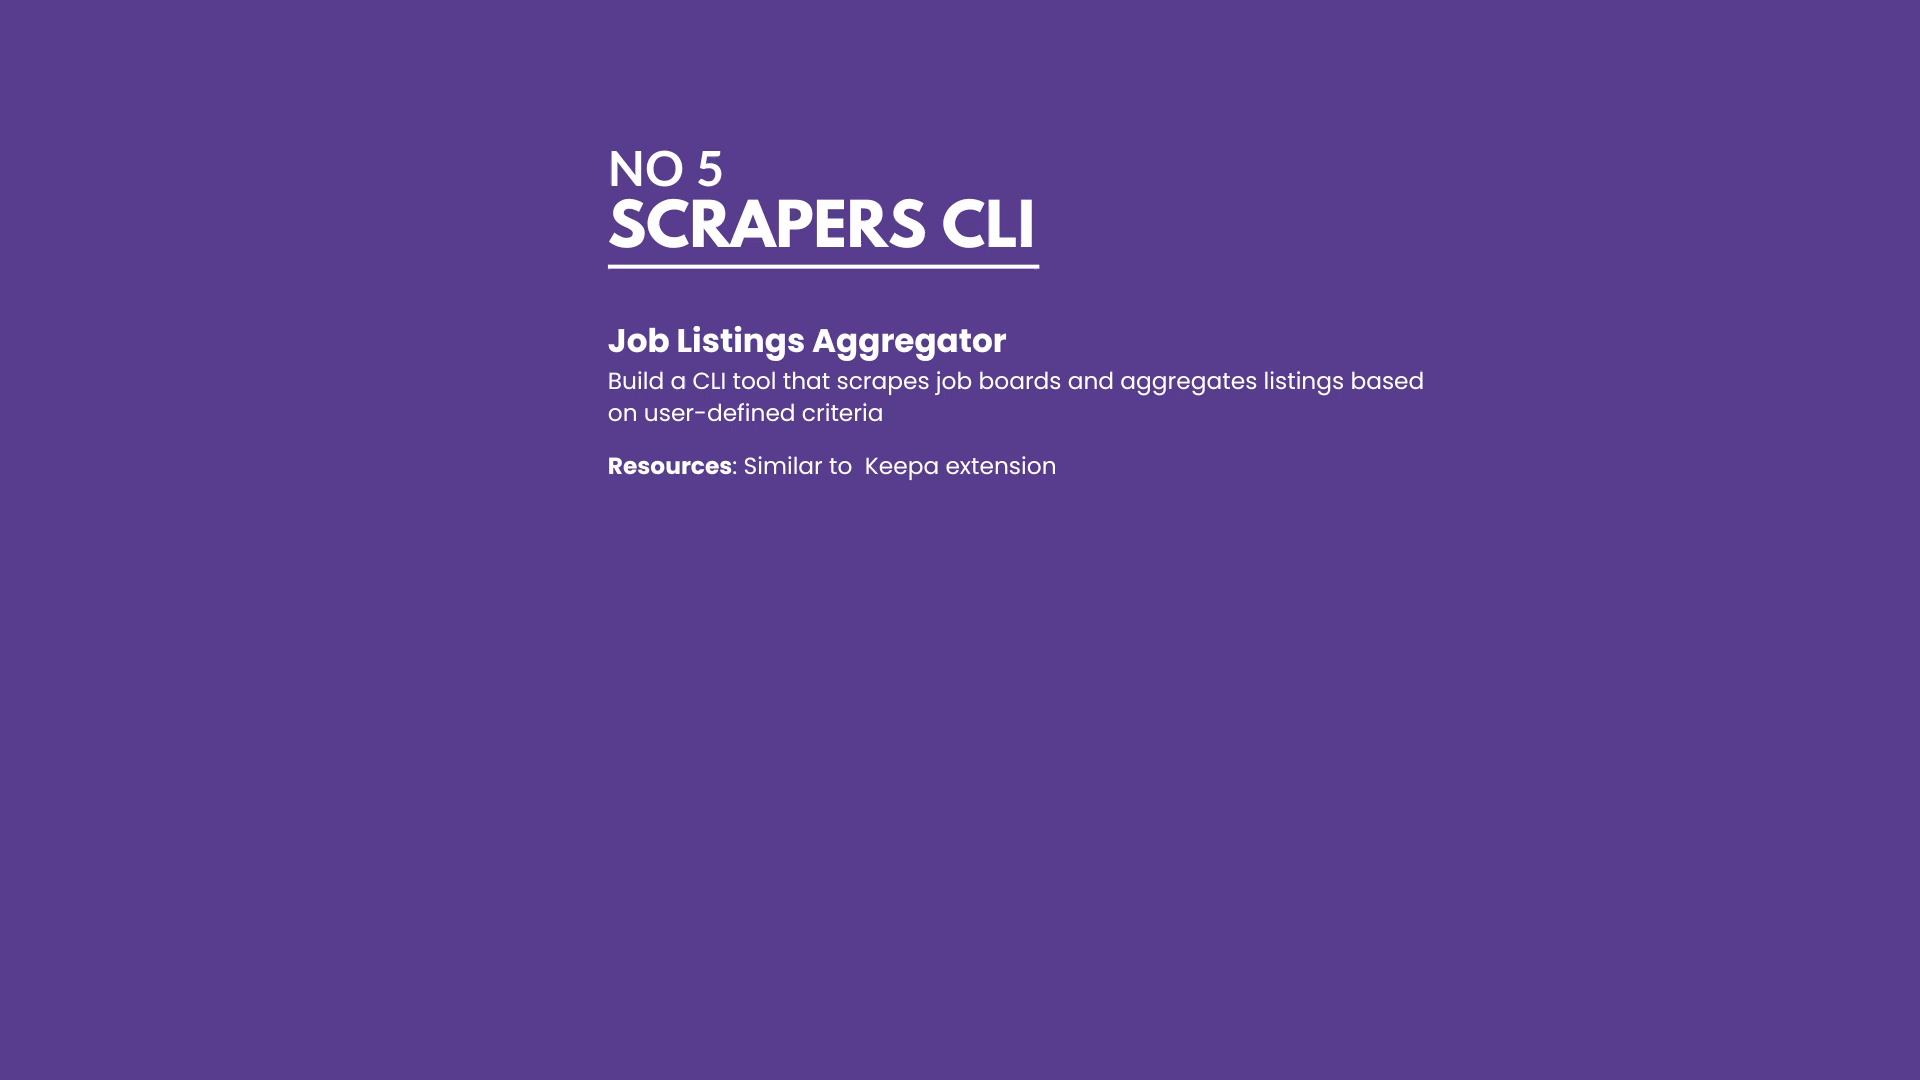 NO 5
SCRAPERS CLI
Job Listings Aggregator
Build a CLI tool that scrapes job boards and aggregates listings based
on user-defined criteria
Resources: Similar to  Keepa extension